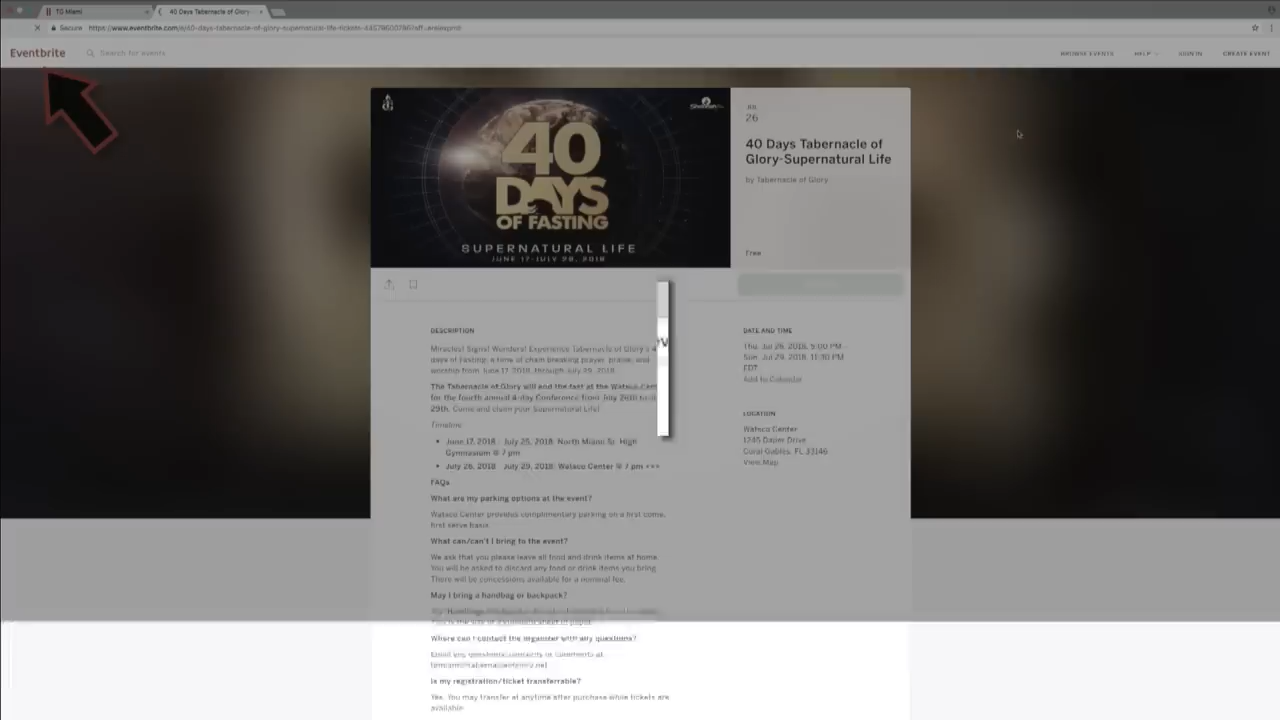 TG Miami
40 Days Tabernacle of Glory
Secure
Eventbrite
Search for events
BROWSE EVENTS
HELP
SIGN IN
CREATE EVENT
40
DAYS
OF FASTING
SUPERNATURAL LIFE
JUNE 17-JULY 29, 2018
JUL
26
40 Days Tabernacle of
Glory-Supernatural Life
by Tabernacle of Glory
Free
DESCRIPTION
Miracles! Signs! Wonders! Experience Tabernacle of Glory's 4
days of Fasting, a time of chain breaking prayer, praise, and
worship from June 17, 2018, through July 29, 2018.
The Tabernacle of Glory will end the fast at the Watsco Cent
for the fourth annual 4-day Conference from July 26th
29th. Come and claim your Supernatural Life!
Timeline:
June 17, 2018 - July 25, 2018: North Miami Sr. High
Gymnasium @ 7 pm
July 26, 2018 - July 29, 2018: Watsco Center @ 7 pm ***
FAQs
What are my parking options at the event?
Watsco Center provides complimentary parking on a first come,
first serve basis.
What can/can't I bring to the event?
We ask that you please leave all food and drink items at home.
You will be asked to discard any food or drink items you bring.
There will be concessions available for a nominal fee.
May I bring a handbag or backpack?
Where can I contact the organizer with any questions?
Email any questions, concerns or comments at
Is my registration/ticket transferrable?
Yes. You may transfer at anytime after purchase while tickets are
available.
DATE AND TIME
Thu, Jul 26, 2018, 5:00 PM -
Sun, Jul 29, 2018, 11:30 PM
EDT
Add to Calendar
LOCATION
Watsco Center
1245 Dauer Drive
Coral Gables, FL 33146
View Map